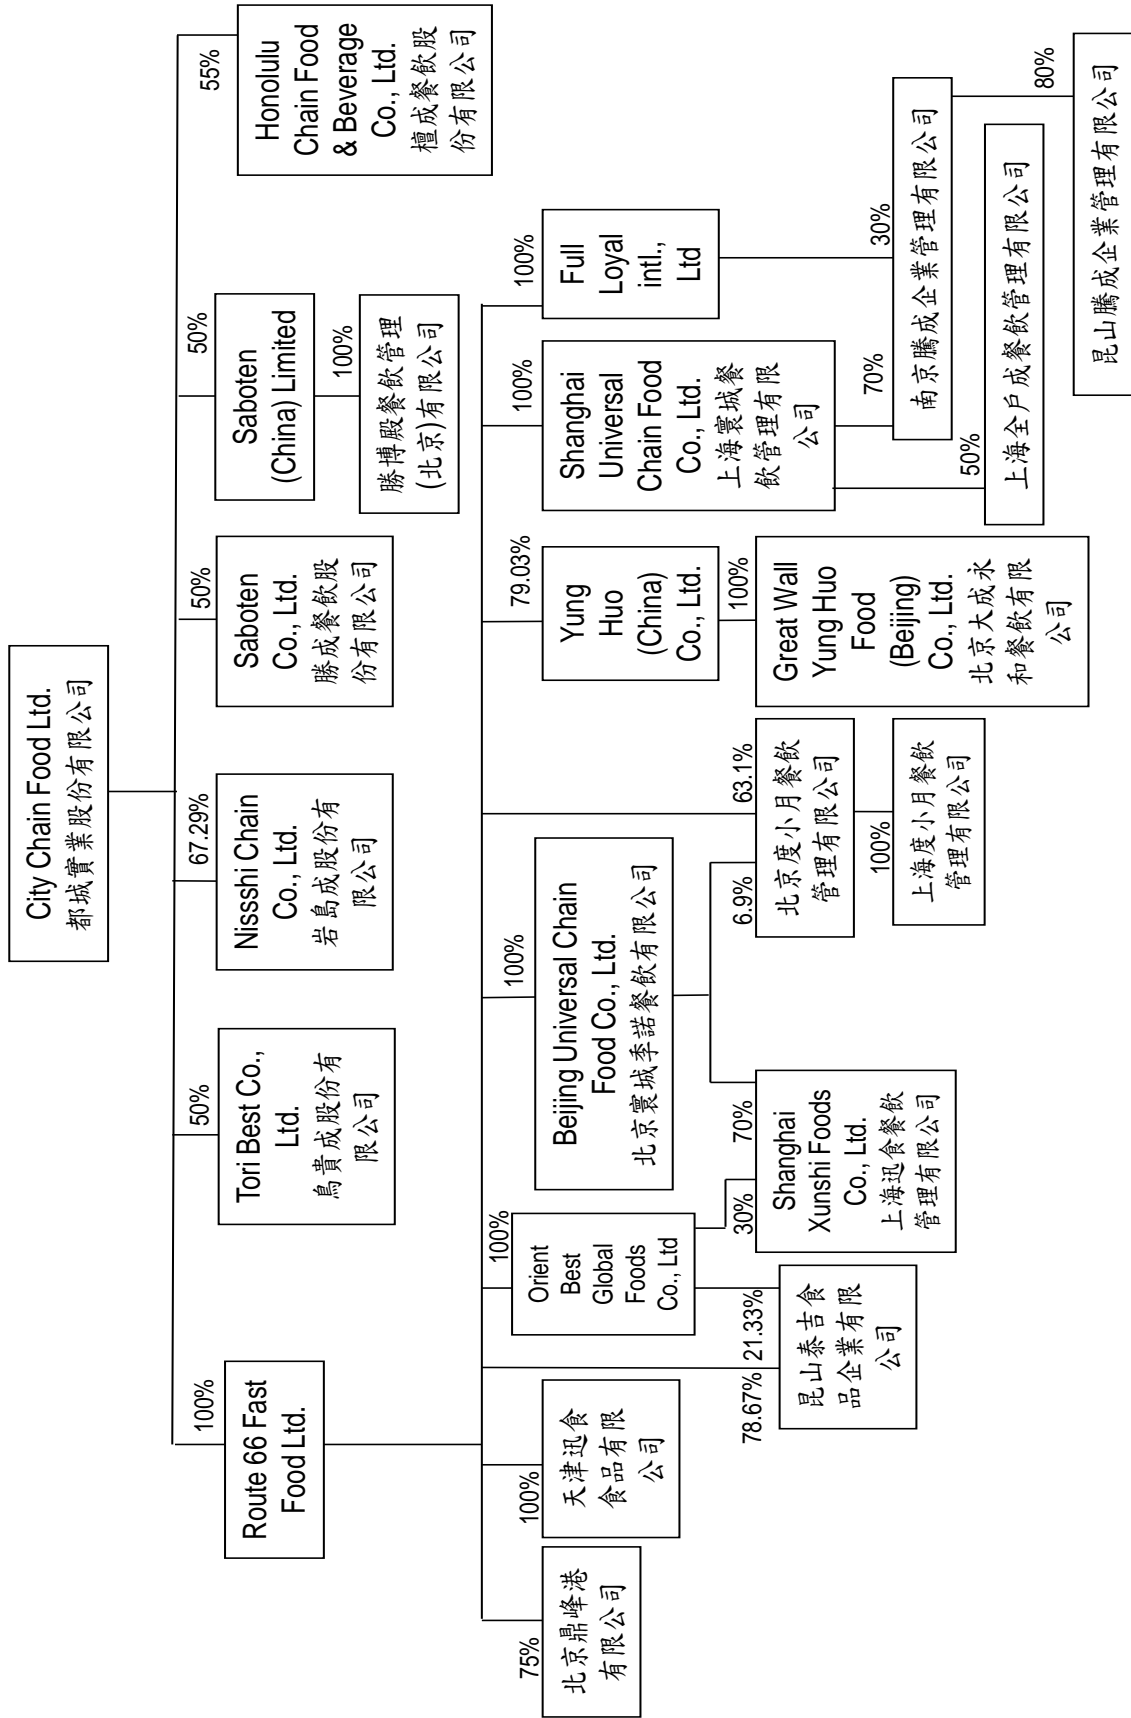 City Chain Food Ltd.
都城實業股份有限公司
100%
Route 66 Fast
Food Ltd.
50%
Tori Best Co.,
Ltd.
鳥貴成股份有
限公司
67.29%
Nissshi Chain
Co., Ltd.
岩島成股份有
限公司
50%
Saboten
Co., Ltd.
勝成餐飲股
份有限公司
50%
Saboten
(China) Limited
100%
勝博殿餐飲管理
(北京)有限公司
55%
Honolulu
Chain Food
& Beverage
Co., Ltd.
檀成餐飲股
份有限公司
75%
北京鼎峰港
有限公司
100%
天津迅食
食品有限
公司
78.67%
21.33%
昆山泰吉食
品企業有限
公司
100%
Orient
Best
Global
Foods
Co., Ltd
30%
70%
Shanghai
Xunshi Foods
Co., Ltd.
上海迅食餐飲
管理有限公司
100%
Beijing Universal Chain
Food Co., Ltd.
北京寰城季諾餐飲有限公司
6.9%
63.1%
北京度小月餐飲
管理有限公司
100%
上海度小月餐飲
管理有限公司
79.03%
Yung
Huo
(China)
Co., Ltd.
100%
Great Wall
Yung Huo
Food
(Beijing)
Co., Ltd.
北京大成永
和餐飲有限
公司
100%
Shanghai
Universal
Chain Food
Co., Ltd.
上海寰城餐
飲管理有限
公司
100%
Full
Loyal
intl.,
Ltd
70%
30%
南京騰成企業管理有限公司
50%
上海全戶成餐飲管理有限公司
80%
昆山騰成企業管理有限公司